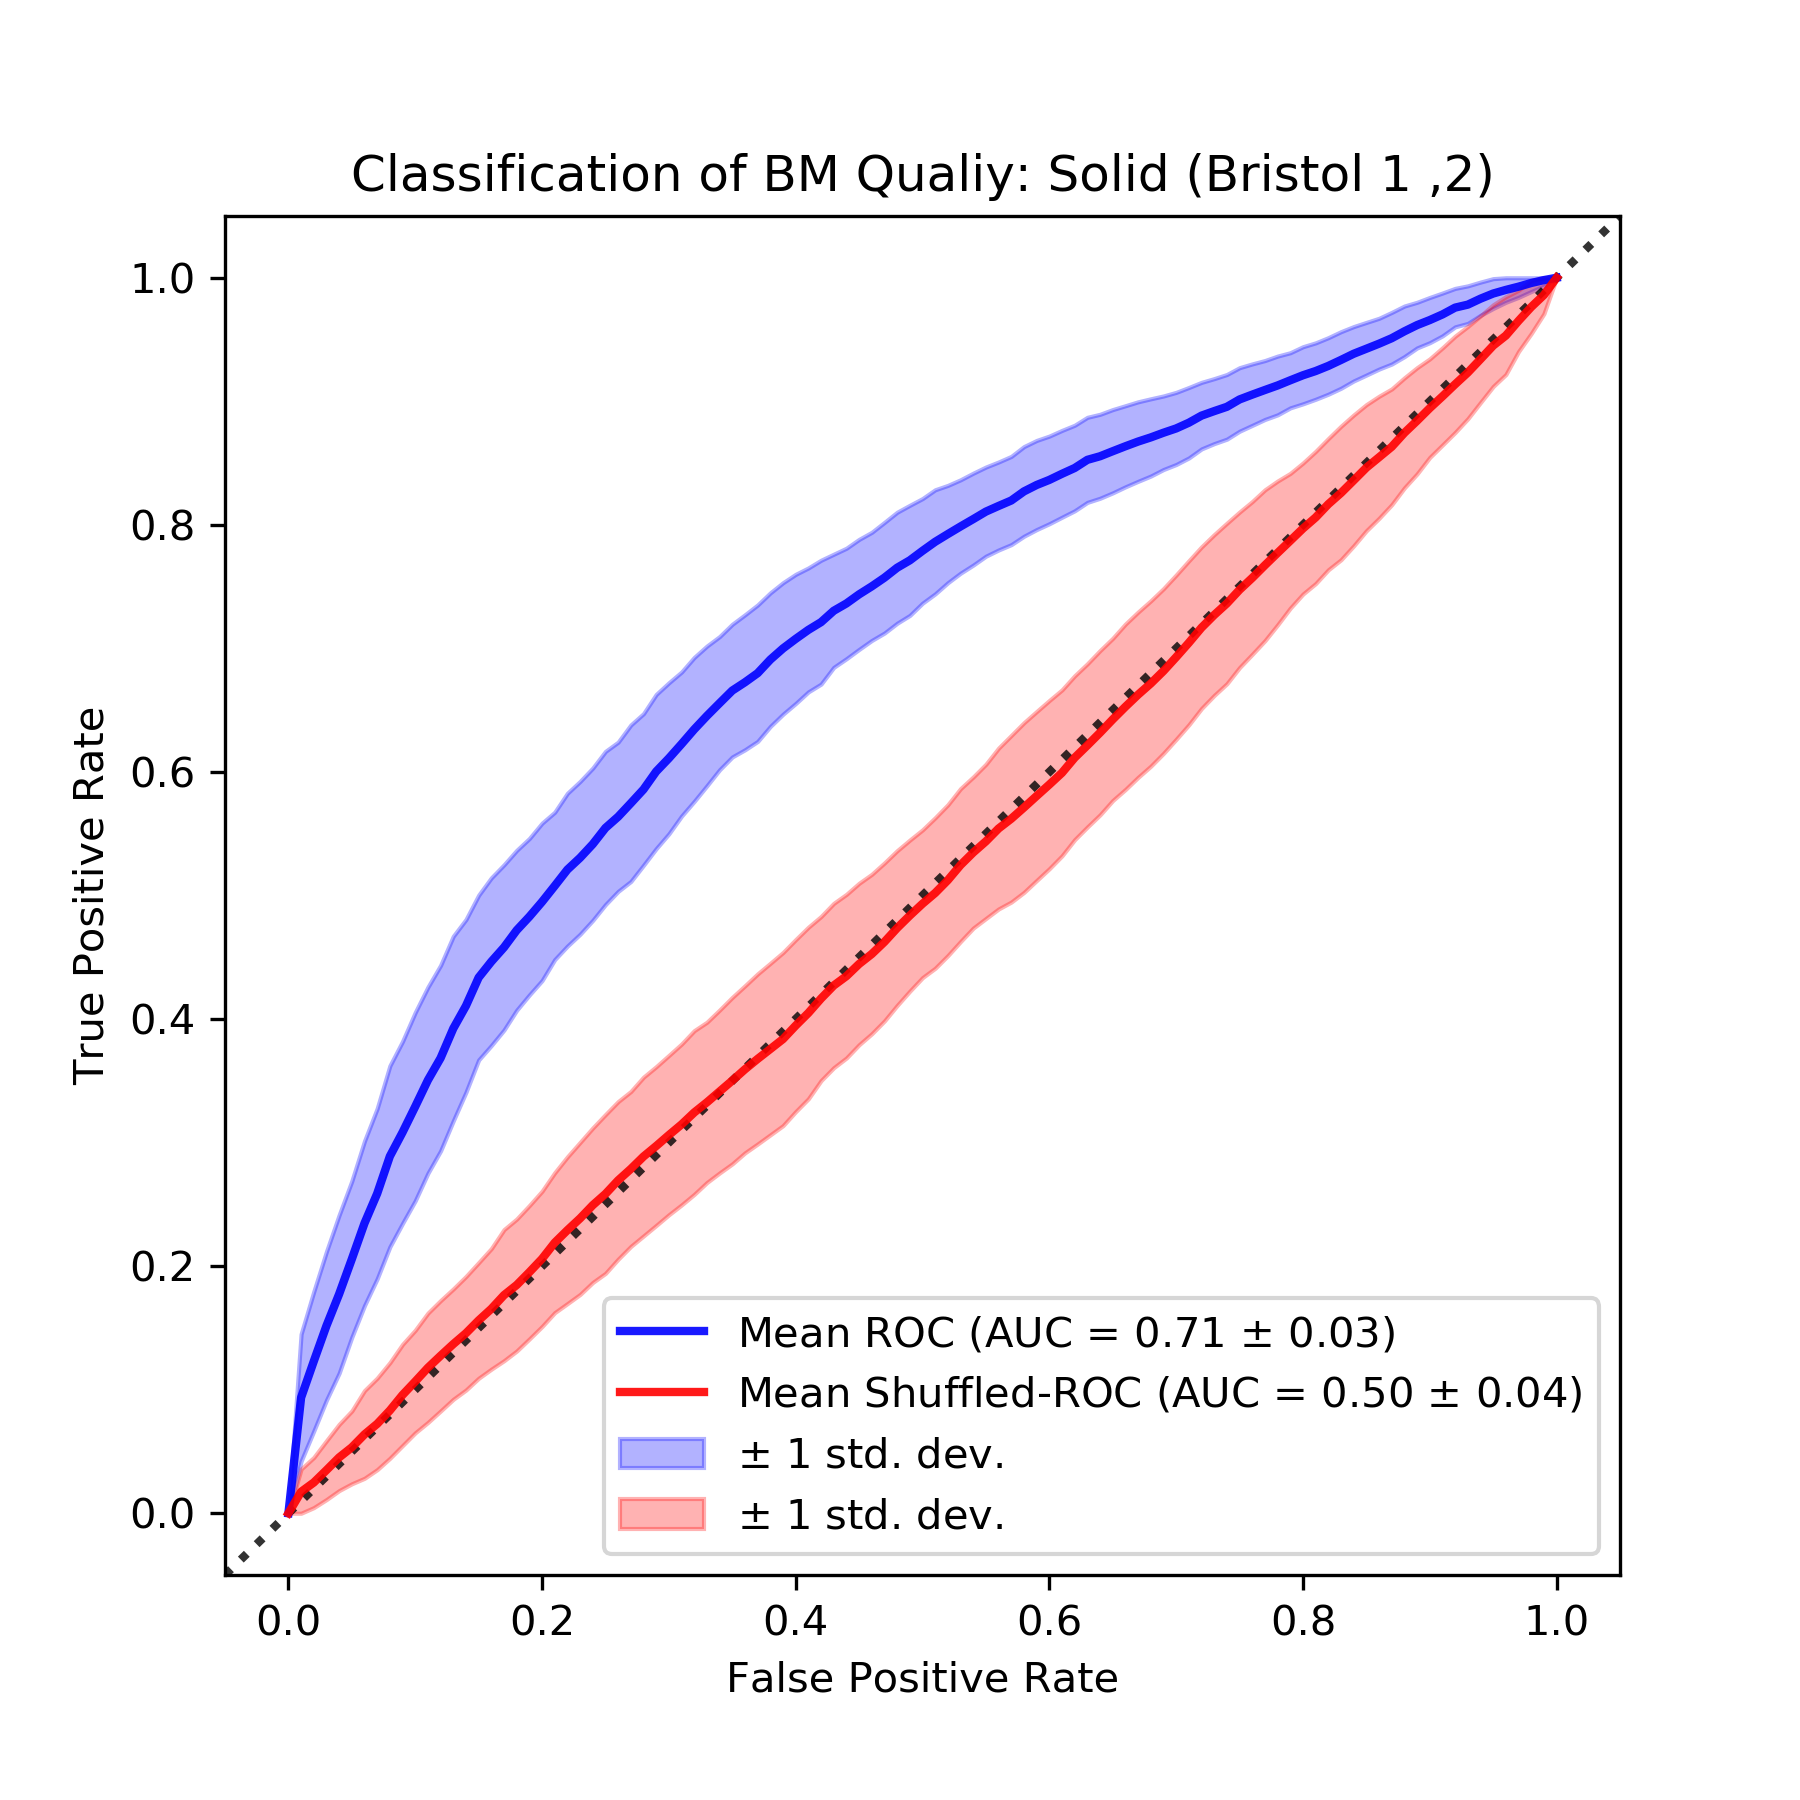 Classification of BM Qualiy: Solid (Bristol 1 ,2)
True Positive Rate
1.0
0.8
0.6
0.4
0.2
0.0
Mean ROC (AUC = 0.71 ± 0.03)
Mean Shuffled-ROC (AUC = 0.50 ± 0.04)
± 1 std. dev.
± 1 std. dev.
0.0 0.2 0.4 0.6 0.8 1.0
False Positive Rate